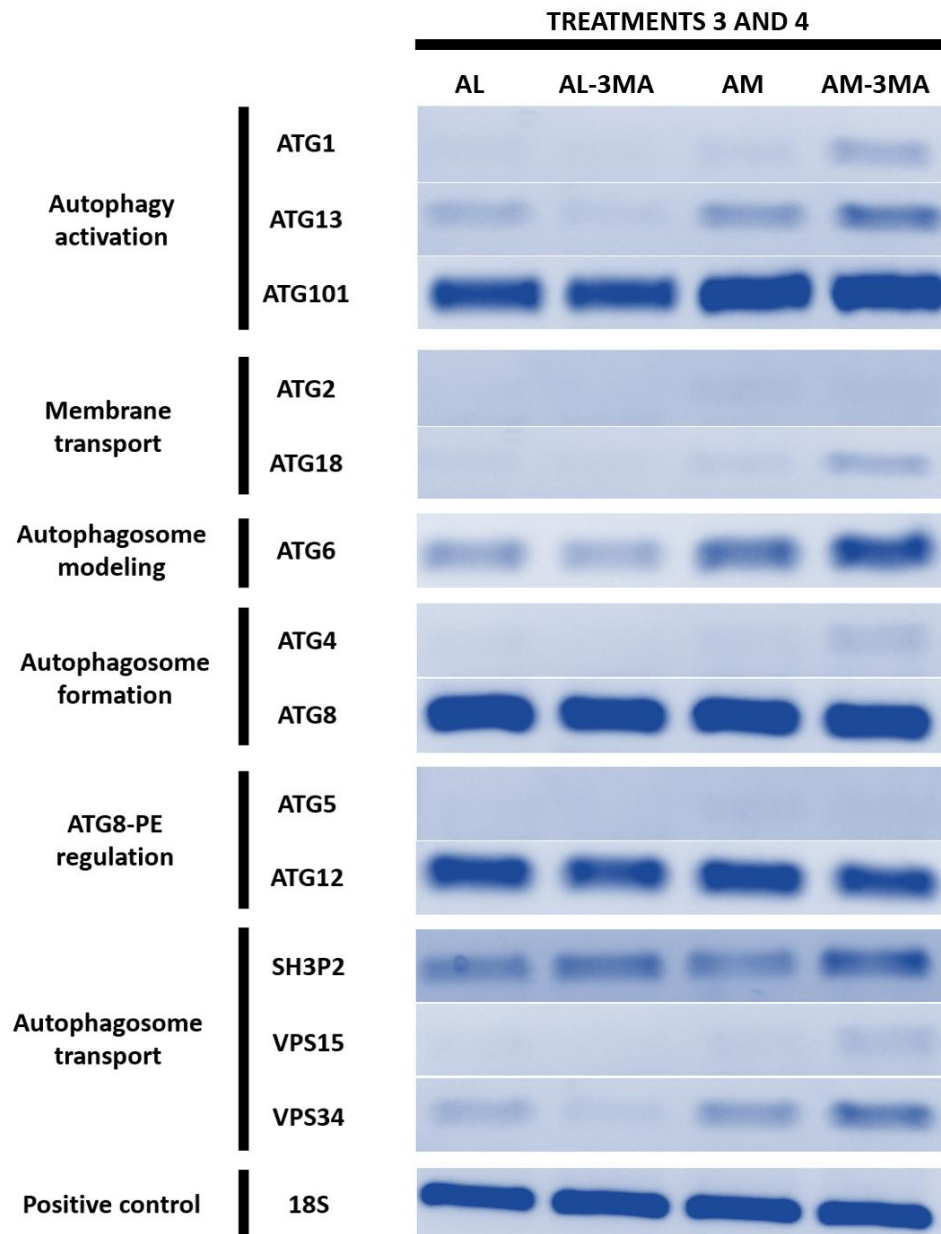 TREATMENTS 3 AND 4
AL AL-3MA AM AM-3MA
Autophagy
activation
ATG1
ATG13
ATG101
Membrane
transport
ATG2
ATG18
Autophagosome
modeling
ATG6
Autophagosome
formation
ATG4
ATG8
ATG8-PE
regulation
ATG5
ATG12
Autophagosome
transport
SH3P2
VPS15
VPS34
Positive control
18S